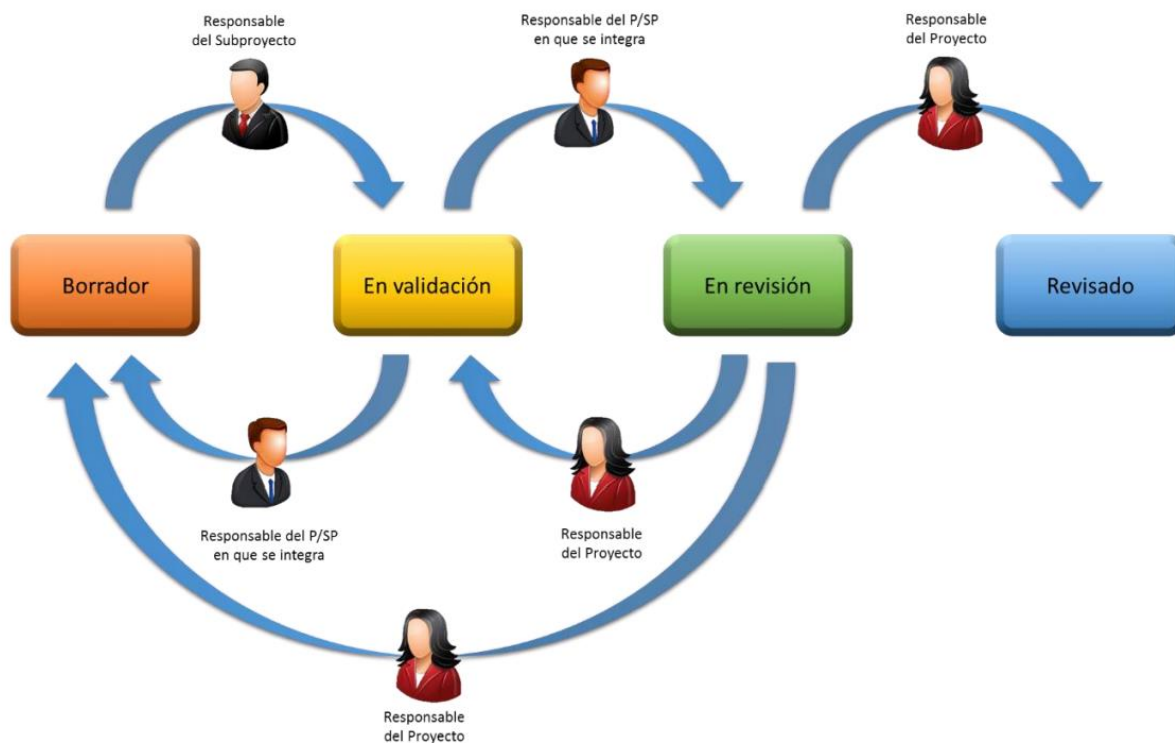 Responsable
del Subproyecto
Responsable del P/SP
en que se integra
Responsable
del Proyecto
Borrador
En validación
En revisión
Revisado
Responsable del P/SP
en que se integra
Responsable
del Proyecto
Responsable
del Proyecto